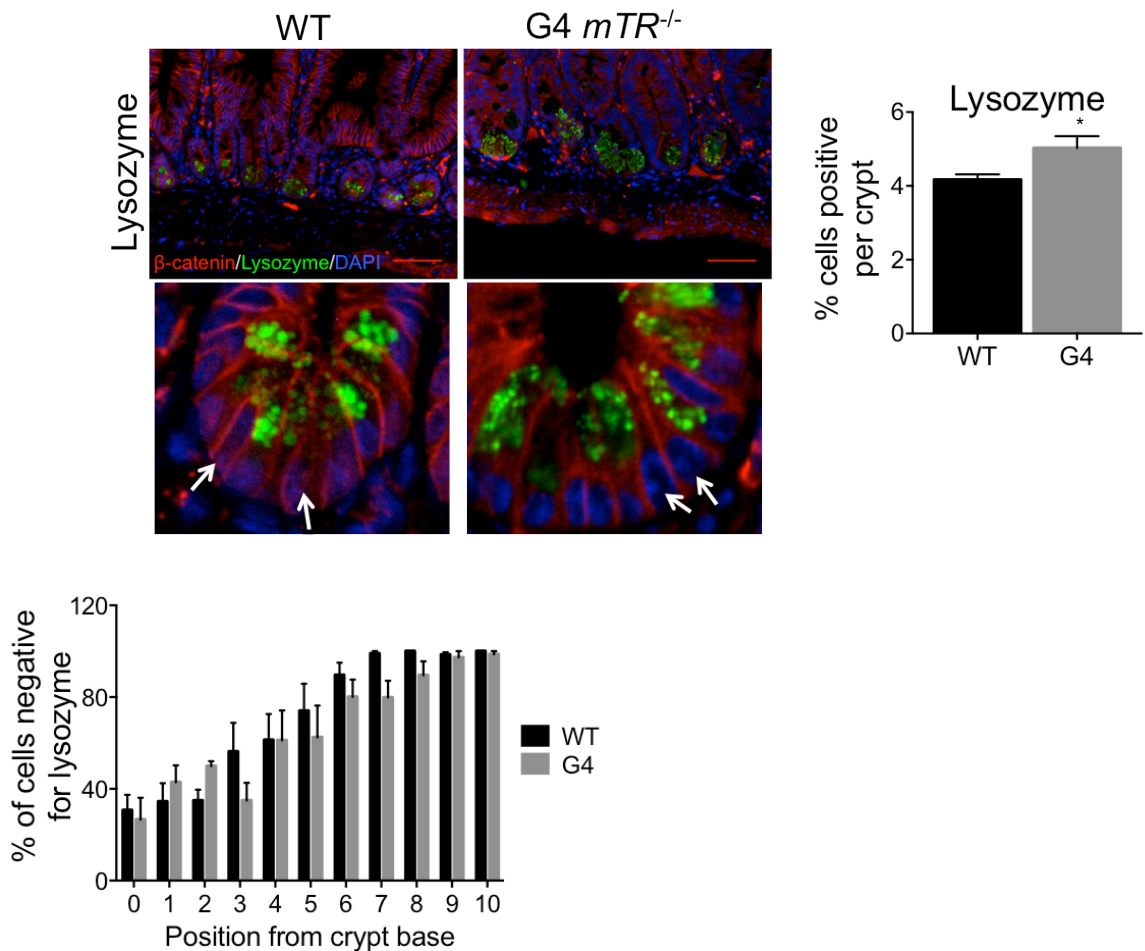 WT
G4 mTR-/-
Lysozyme
β-catenin/Lysozyme/DAPI
Lysozyme
*
% cells positive
per crypt
6
4
2
0
WT
G4
% of cells negative
for lysozyme
120
80
40
0
0 1 2 3 4 5 6 7 8 9 10
Position from crypt base
WT
G4